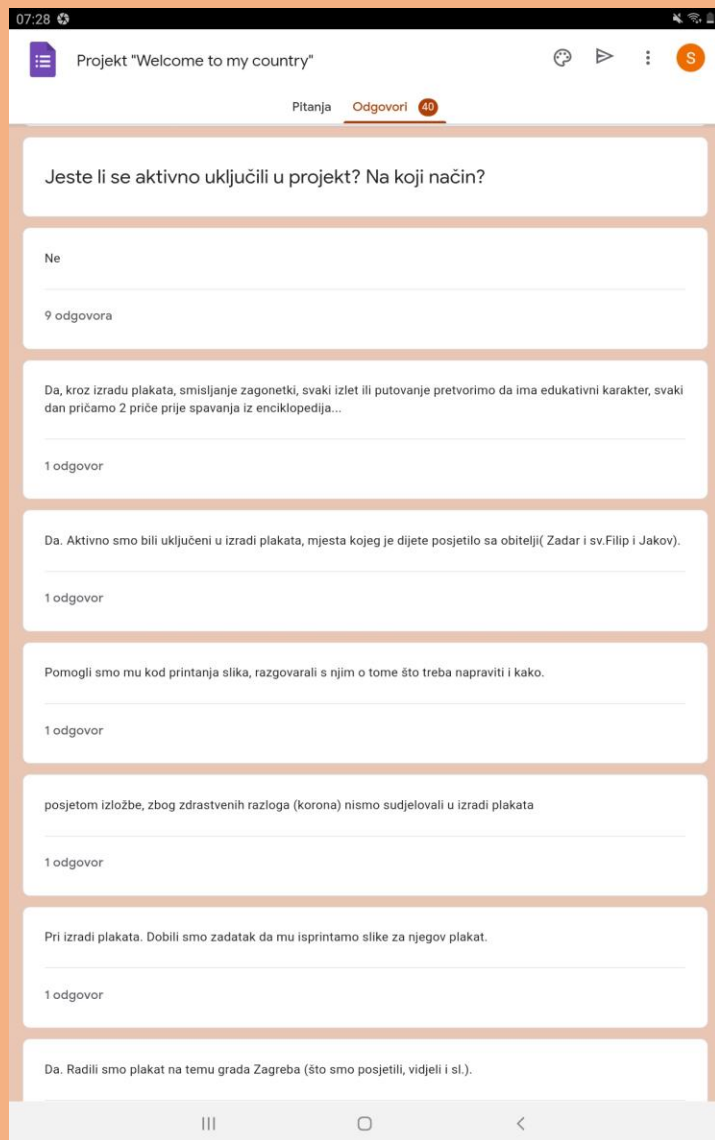 07:28
Projekt "Welcome to my country"
S
Pitanja Odgovori 40
Jeste li se aktivno uključili u projekt? Na koji način?
Ne
9 odgovora
Da, kroz izradu plakata, smisljanje zagonetki, svaki izlet ili putovanje pretvorimo da ima edukativni karakter, svaki
dan pričamo 2 priče prije spavanja iz enciklopedija...
1 odgovor
Da. Aktivno smo bili uključeni u izradi plakata, mjesta kojeg je dijete posjetilo sa obitelji( Zadar i sv.Filip i Jakov).
1 odgovor
Pomogli smo mu kod printanja slika, razgovarali s njim o tome što treba napraviti i kako.
1 odgovor
posjetom izložbe, zbog zdrastvenih razloga (korona) nismo sudjelovali u izradi plakata
1 odgovor
Pri izradi plakata. Dobili smo zadatak da mu isprintamo slike za njegov plakat.
1 odgovor
Da. Radili smo plakat na temu grada Zagreba (što smo posjetili, vidjeli i sl.).